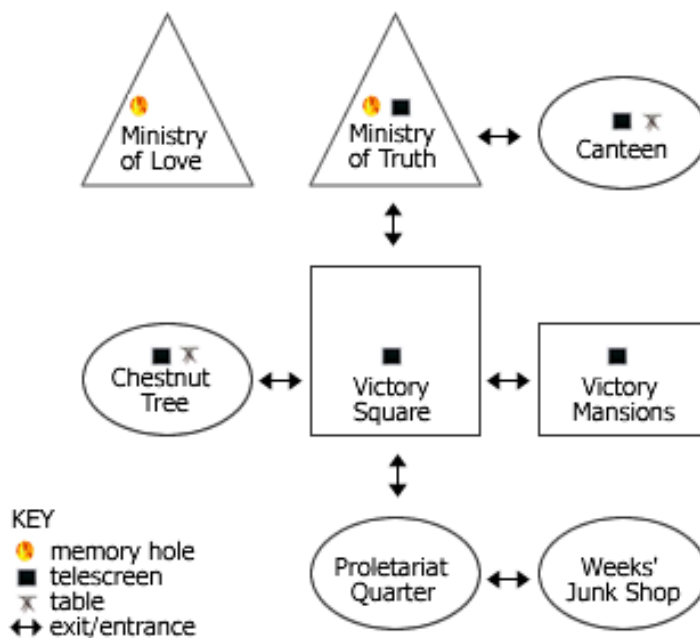 Ministry
of Love
Ministry
of Truth
Canteen
Chestnut
Tree
Victory
Square
Victory
Mansions
Proletariat
Quarter
Weeks'
Junk Shop
KEY
memory hole
telescreen
table
exit/entrance